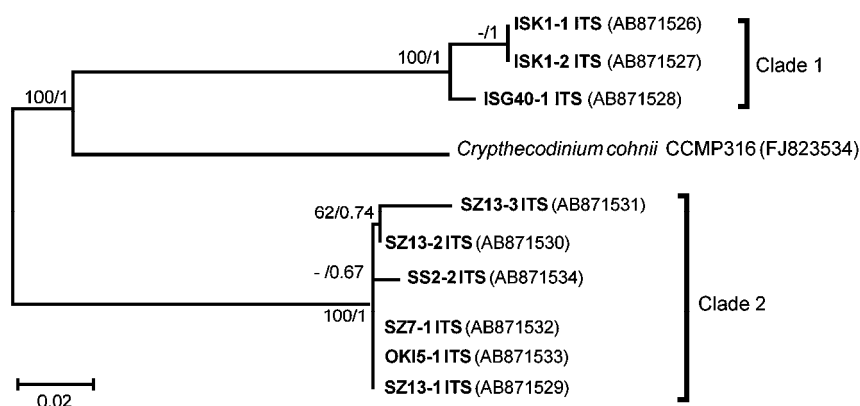 ISK1-1 ITS (AB871526)
-/1
ISK1-2 ITS (AB871527)
100/1
Clade 1
100/1
ISG40-1 ITS (AB871528)
Crypthecodinium cohnii CCMP316 (FJ823534)
SZ13-3 ITS (AB871531)
62/0.74
SZ13-2 ITS (AB871530)
- /0.67
SS2-2 ITS (AB871534)
Clade 2
100/1
SZ7-1 ITS (AB871532)
OKI5-1 ITS (AB871533)
SZ13-1 ITS (AB871529)
0.02